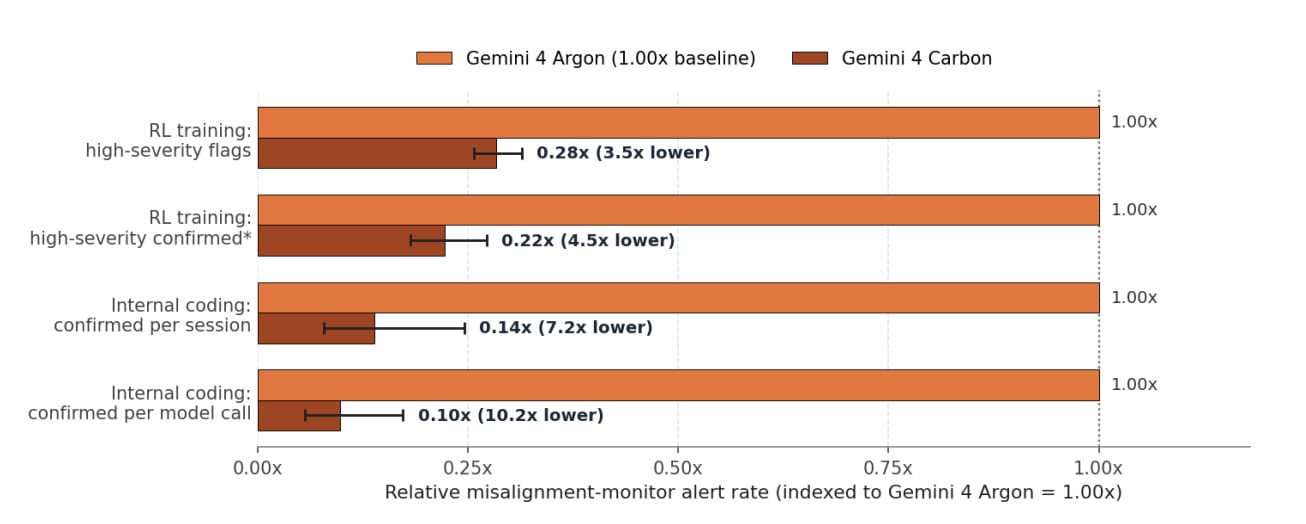 Gemini 4 Argon (1.00x baseline)
Gemini 4 Carbon
RL training:
high-severity flags
1.00x
0.28x (3.5x lower)
RL training:
high-severity confirmed*
1.00x
0.22x (4.5x lower)
Internal coding:
confirmed per session
1.00x
0.14x (7.2x lower)
Internal coding:
confirmed per model call
1.00x
0.10x (10.2x lower)
0.00x
0.25x
0.50x
0.75x
1.00x
Relative misalignment-monitor alert rate (indexed to Gemini 4 Argon = 1.00x)